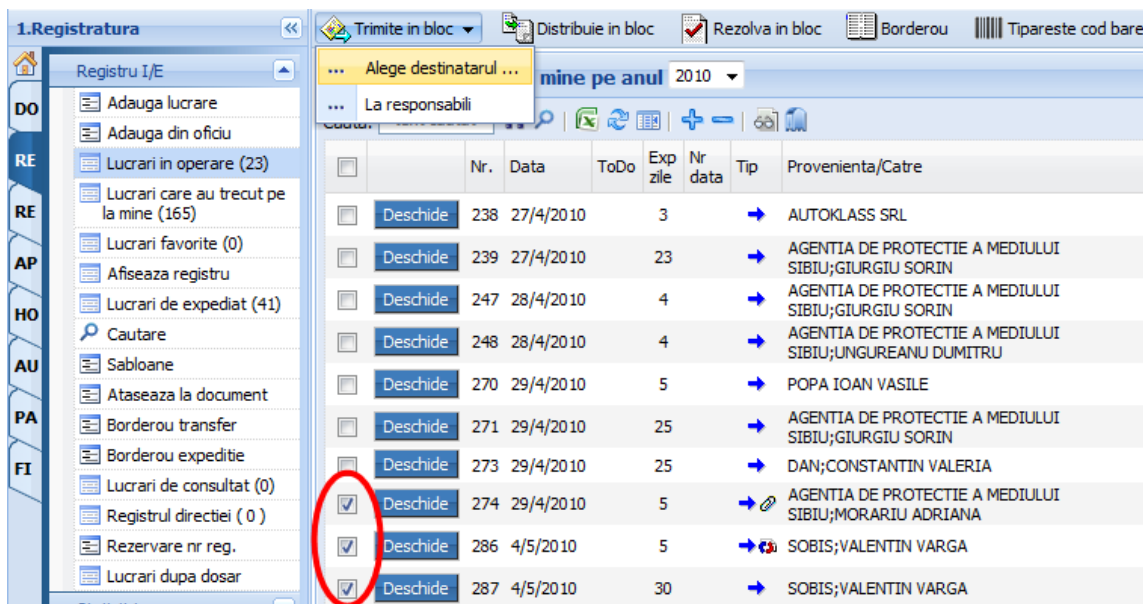 1.Registratura
Trimite in bloc
Distribuie in bloc
Rezolva in bloc
Borderou
Tipareste cod bare
Alege destinatarul ...
La responsabili
DO
RE
RE
AP
HO
AU
PA
FI
Registru I/E
Adauga lucrare
Adauga din oficiu
Lucrari in operare (23)
Lucrari care au trecut pe
la mine (165)
Lucrari favorite (0)
Afiseaza registru
Lucrari de expediat (41)
Cautare
Sabloane
Ataseaza la document
Borderou transfer
Borderou expeditie
Lucrari de consultat (0)
Registrul directiei ( 0 )
Rezervare nr reg.
Lucrari dupa dosar
mine pe anul 2010
Nr. Data ToDo Exp zile Nr data Tip Provenienta/Catre
Deschide 238 27/4/2010 3 AUTOKLASS SRL
Deschide 239 27/4/2010 23 AGENTIA DE PROTECTIE A MEDIULUI
SIBIU;GIURGIU SORIN
Deschide 247 28/4/2010 4 AGENTIA DE PROTECTIE A MEDIULUI
SIBIU;GIURGIU SORIN
Deschide 248 28/4/2010 4 AGENTIA DE PROTECTIE A MEDIULUI
SIBIU;UNGUREANU DUMITRU
Deschide 270 29/4/2010 5 POPA IOAN VASILE
Deschide 271 29/4/2010 25 AGENTIA DE PROTECTIE A MEDIULUI
SIBIU;GIURGIU SORIN
Deschide 273 29/4/2010 25 DAN;CONSTANTIN VALERIA
Deschide 274 29/4/2010 5 AGENTIA DE PROTECTIE A MEDIULUI
SIBIU;MORARIU ADRIANA
Deschide 286 4/5/2010 5 SOBIS;VALENTIN VARGA
Deschide 287 4/5/2010 30 SOBIS;VALENTIN VARGA